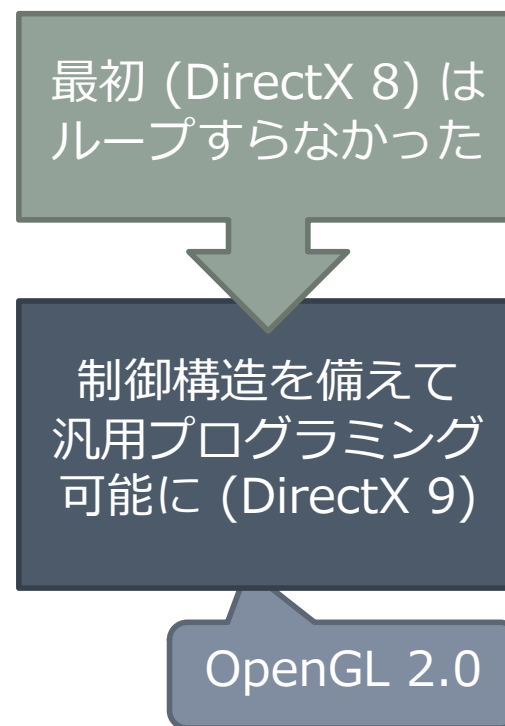 最初 (DirectX 8) は
ループすらなかった
制御構造を備えて
汎用プログラミング
可能に (DirectX 9)
OpenGL 2.0